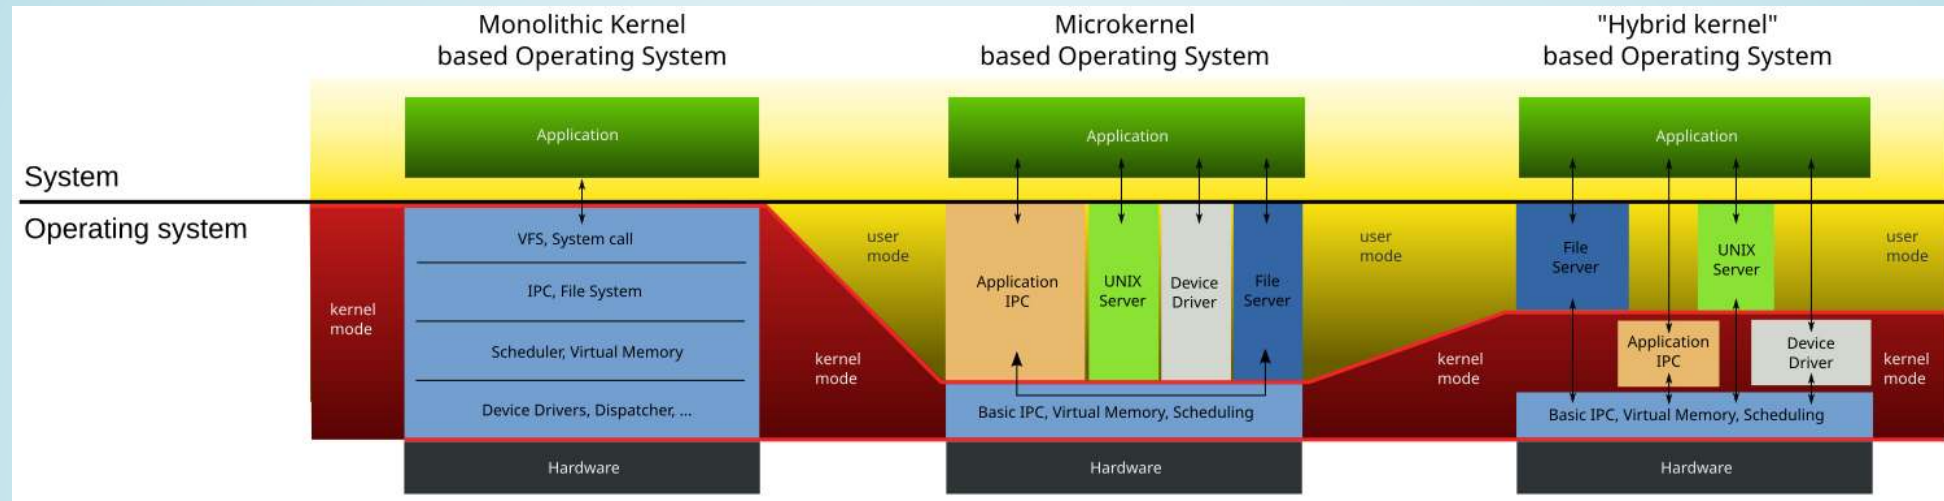 Monolithic Kernel
based Operating System
Microkernel
based Operating System
"Hybrid kernel"
based Operating System
Application
Application
Application
System
Operating system
VFS, System call
IPC, File System
Scheduler, Virtual Memory
Device Drivers, Dispatcher, ...
Hardware
kernel
mode
kernel
mode
user
mode
Application
IPC
UNIX
Server
Device
Driver
File
Server
Basic IPC, Virtual Memory, Scheduling
Hardware
user
mode
kernel
mode
File
Server
UNIX
Server
Application
IPC
Device
Driver
Basic IPC, Virtual Memory, Scheduling
Hardware
user
mode
kernel
mode